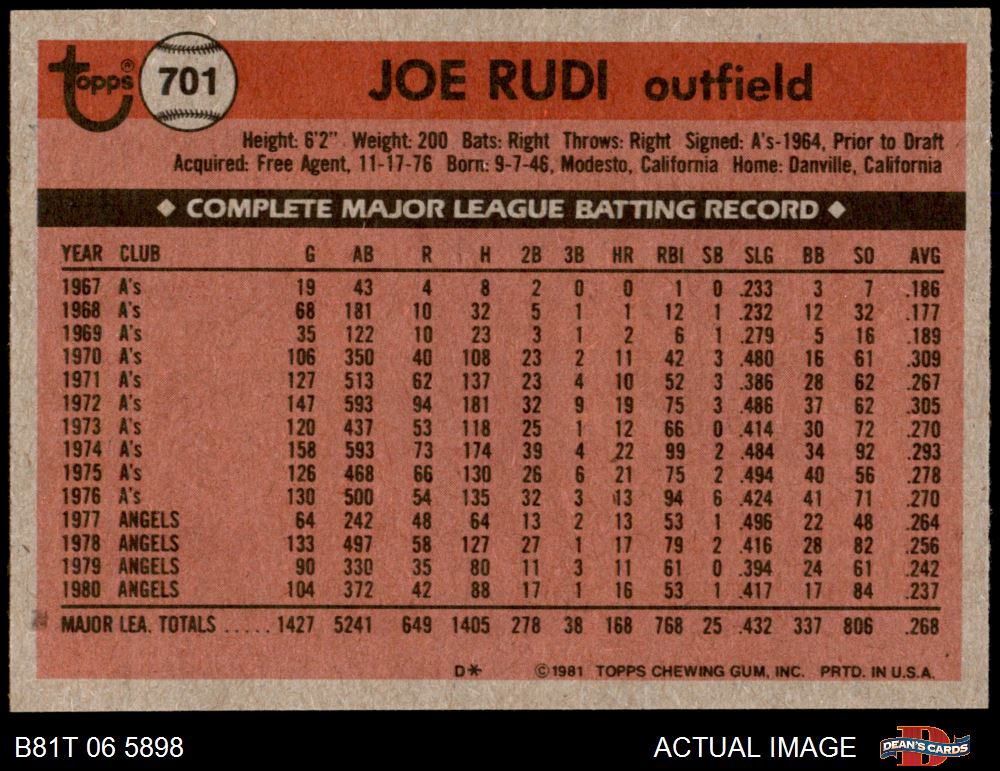 Topps® 701 JOE RUDI outfield
Height: 6'2" Weight: 200 Bats: Right Throws: Right Signed: A's-1964, Prior to Draft
Acquired: Free Agent, 11-17-76 Born: 9-7-46, Modesto, California Home: Danville, California
◆ COMPLETE MAJOR LEAGUE BATTING RECORD ◆
YEAR CLUB G AB R H 2B 3B HR RBI SB SLG BB SO AVG
1967 A's 19 43 4 8 2 0 0 1 0 .233 3 7 .186
1968 A's 68 181 10 32 5 1 1 12 1 .232 12 32 .177
1969 A's 35 122 10 23 3 1 2 6 1 .279 5 16 .189
1970 A's 106 350 40 108 23 2 11 42 3 .480 16 61 .309
1971 A's 127 513 62 137 23 4 10 52 3 .386 28 62 .267
1972 A's 147 593 94 181 32 9 19 75 3 .486 37 62 .305
1973 A's 120 437 53 118 25 1 12 66 0 .414 30 72 .270
1974 A's 158 593 73 174 39 4 22 99 2 .484 34 92 .293
1975 A's 126 468 66 130 26 6 21 75 2 .494 40 56 .278
1976 A's 130 500 54 135 32 3 13 94 6 .424 41 71 .270
1977 ANGELS 64 242 48 64 13 2 13 53 1 .496 22 48 .264
1978 ANGELS 133 497 58 127 27 1 17 79 2 .416 28 82 .256
1979 ANGELS 90 330 35 80 11 3 11 61 0 .394 24 61 .242
1980 ANGELS 104 372 42 88 17 1 16 53 1 .417 17 84 .237
MAJOR LEA. TOTALS ..... 1427 5241 649 1405 278 38 168 768 25 .432 337 806 .268
D* ©1981 TOPPS CHEWING GUM, INC. PRTD. IN U.S.A.
B81T 06 5898 ACTUAL IMAGE DEAN'S CARDS